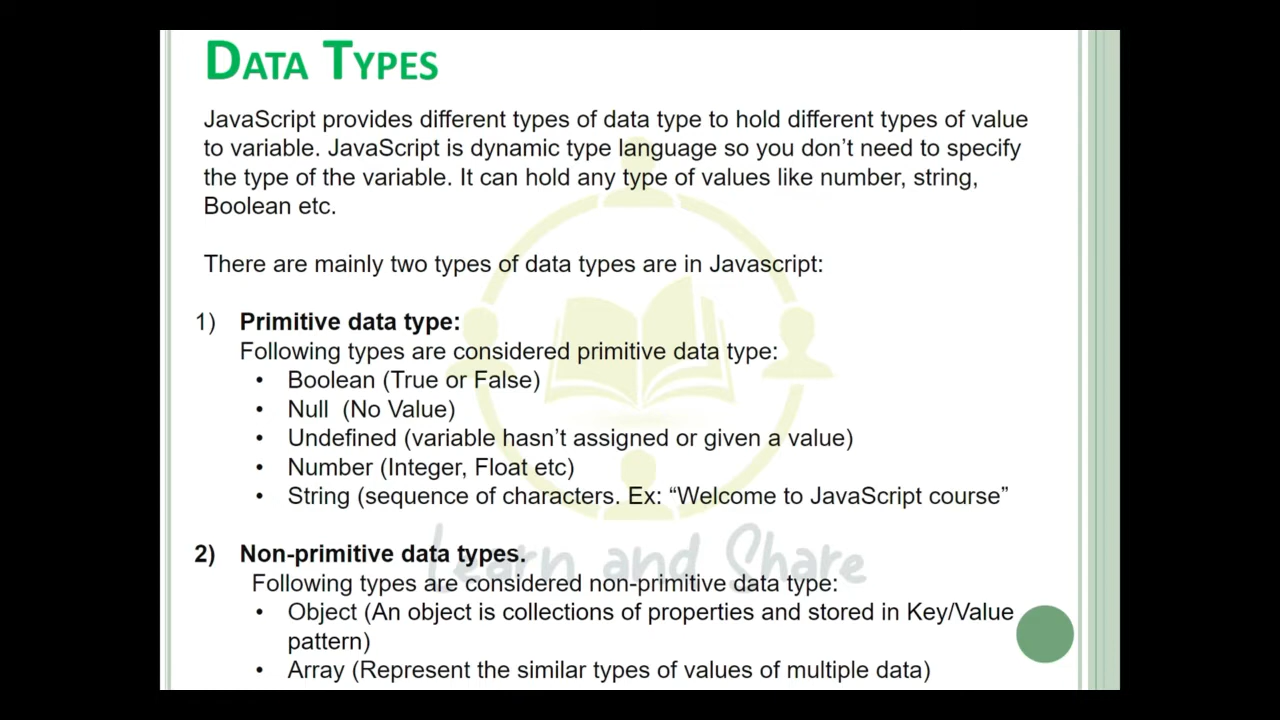 DATA TYPES
JavaScript provides different types of data type to hold different types of value
to variable. JavaScript is dynamic type language so you don’t need to specify
the type of the variable. It can hold any type of values like number, string,
Boolean etc.
There are mainly two types of data types are in Javascript:
1) Primitive data type:
Following types are considered primitive data type:
• Boolean (True or False)
• Null (No Value)
• Undefined (variable hasn’t assigned or given a value)
• Number (Integer, Float etc)
• String (sequence of characters. Ex: “Welcome to JavaScript course”
Learn and Share
2) Non-primitive data types.
Following types are considered non-primitive data type:
• Object (An object is collections of properties and stored in Key/Value
pattern)
• Array (Represent the similar types of values of multiple data)